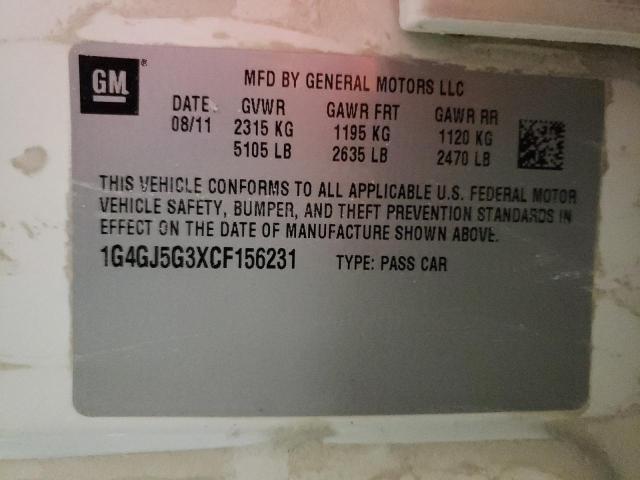 GM ®
MFD BY GENERAL MOTORS LLC
DATE GVWR GAWR FRT GAWR RR
08/11 2315 KG 1195 KG 1120 KG
5105 LB 2635 LB 2470 LB
THIS VEHICLE CONFORMS TO ALL APPLICABLE U.S. FEDERAL MOTOR
VEHICLE SAFETY, BUMPER, AND THEFT PREVENTION STANDARDS IN
EFFECT ON THE DATE OF MANUFACTURE SHOWN ABOVE.
1G4GJ5G3XCF156231 TYPE: PASS CAR